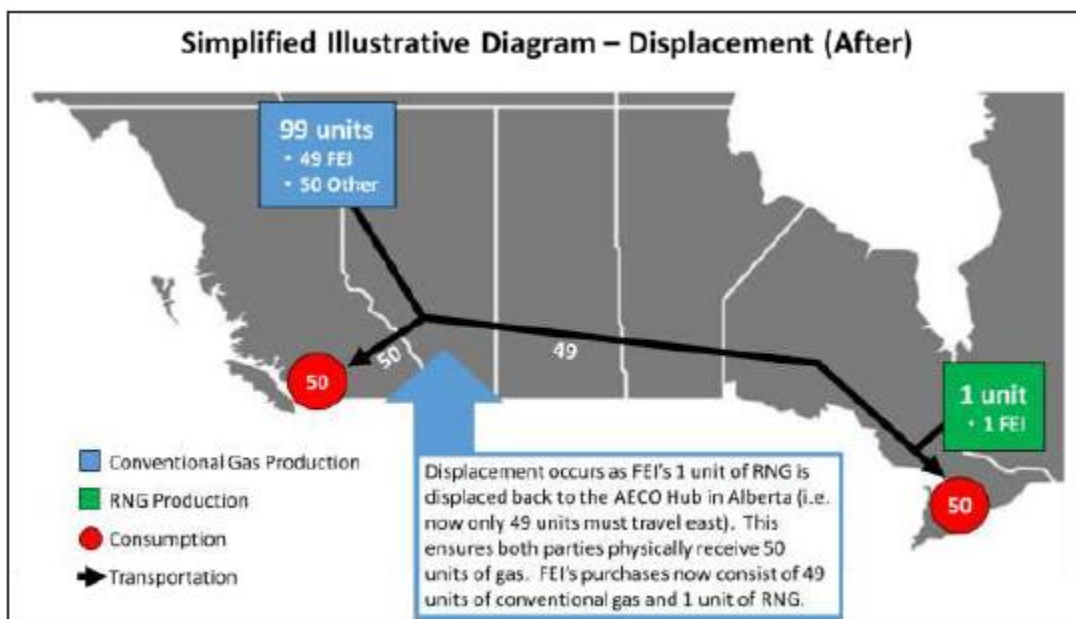 Simplified Illustrative Diagram – Displacement (After)
99 units
• 49 FEI
• 50 Other
50
49
50
1 unit
• 1 FEI
50
Conventional Gas Production
RNG Production
Consumption
Transportation
Displacement occurs as FEI's 1 unit of RNG is
displaced back to the AECO Hub in Alberta (i.e.
now only 49 units must travel east). This
ensures both parties physically receive 50
units of gas. FEI's purchases now consist of 49
units of conventional gas and 1 unit of RNG.